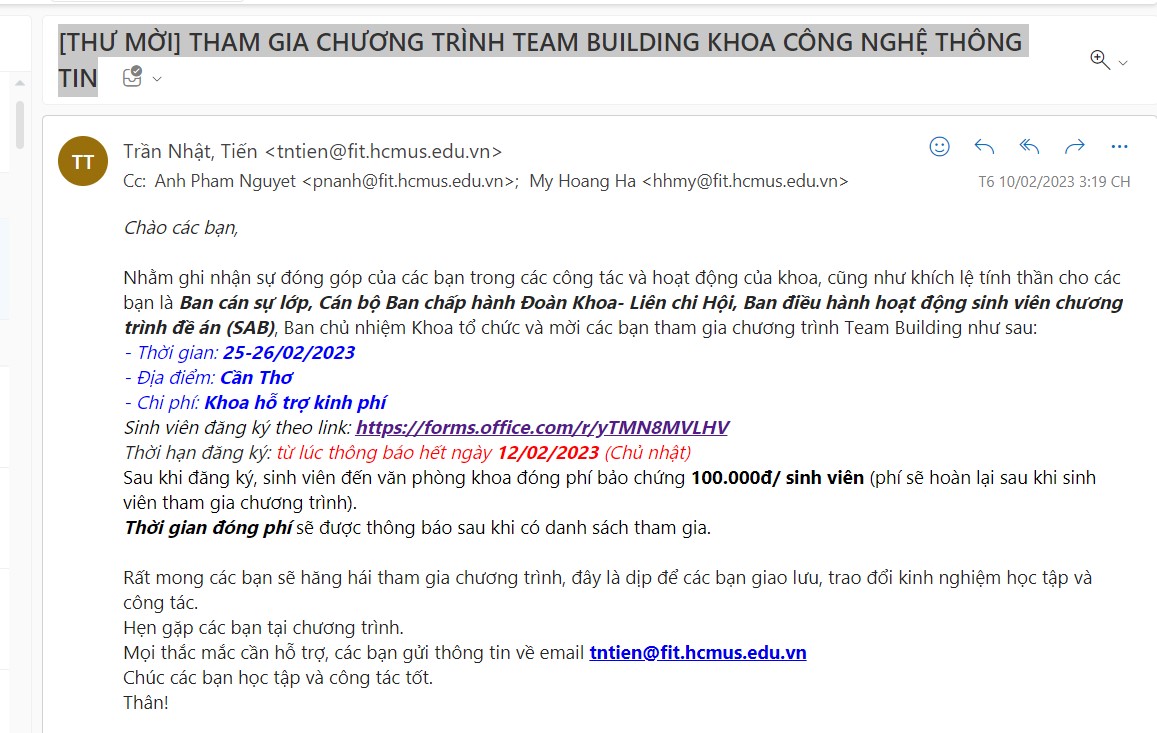 [THƯ MỜI] THAM GIA CHƯƠNG TRÌNH TEAM BUILDING KHOA CÔNG NGHỆ THÔNG
TIN
TT
Trần Nhật, Tiến <tntien@fit.hcmus.edu.vn>
Cc: Anh Pham Nguyet <pnanh@fit.hcmus.edu.vn>; My Hoang Ha <hhmy@fit.hcmus.edu.vn>
T6 10/02/2023 3:19 CH
Chào các bạn,
Nhằm ghi nhận sự đóng góp của các bạn trong các công tác và hoạt động của khoa, cũng như khích lệ tính thần cho các
bạn là Ban cán sự lớp, Cán bộ Ban chấp hành Đoàn Khoa- Liên chi Hội, Ban điều hành hoạt động sinh viên chương
trình đề án (SAB), Ban chủ nhiệm Khoa tổ chức và mời các bạn tham gia chương trình Team Building như sau:
- Thời gian: 25-26/02/2023
- Địa điểm: Cần Thơ
- Chi phí: Khoa hỗ trợ kinh phí
Sinh viên đăng ký theo link: https://forms.office.com/r/yTMN8MVLHV
Thời hạn đăng ký: từ lúc thông báo hết ngày 12/02/2023 (Chủ nhật)
Sau khi đăng ký, sinh viên đến văn phòng khoa đóng phí bảo chứng 100.000đ/ sinh viên (phí sẽ hoàn lại sau khi sinh
viên tham gia chương trình).
Thời gian đóng phí sẽ được thông báo sau khi có danh sách tham gia.
Rất mong các bạn sẽ hăng hái tham gia chương trình, đây là dịp để các bạn giao lưu, trao đổi kinh nghiệm học tập và
công tác.
Hẹn gặp các bạn tại chương trình.
Mọi thắc mắc cần hỗ trợ, các bạn gửi thông tin về email tntien@fit.hcmus.edu.vn
Chúc các bạn học tập và công tác tốt.
Thân!